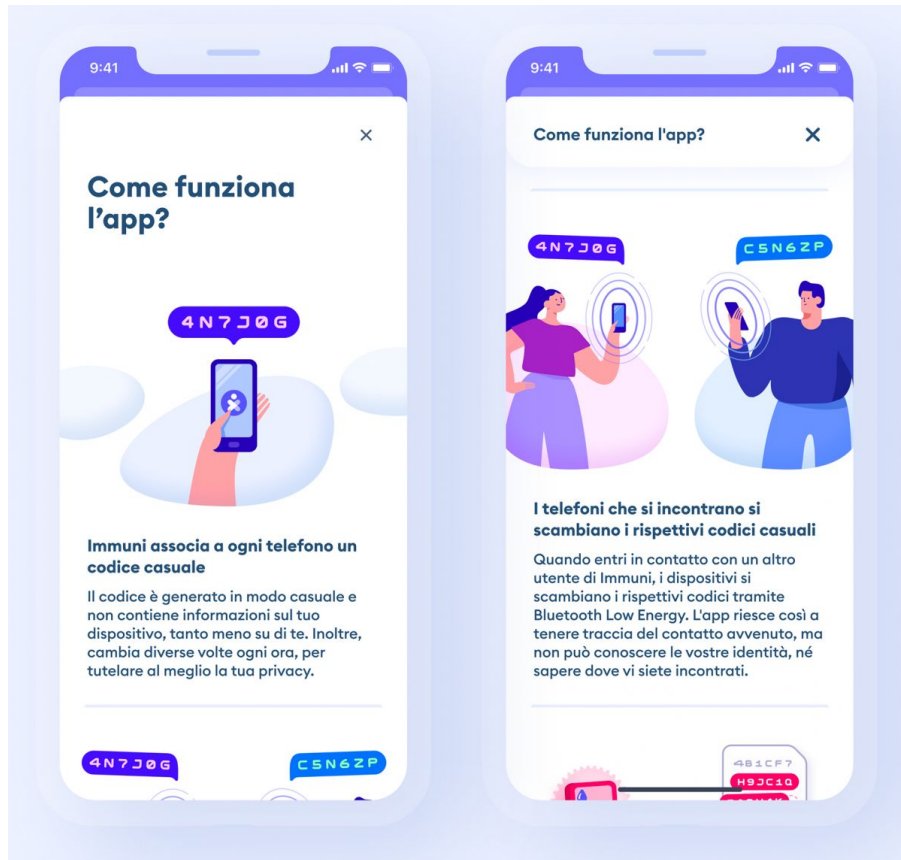 9:41
Come funziona
l’app?
4N7J0G
Immuni associa a ogni telefono un
codice casuale
Il codice è generato in modo casuale e
non contiene informazioni sul tuo
dispositivo, tanto meno su di te. Inoltre,
cambia diverse volte ogni ora, per
tutelare al meglio la tua privacy.
4N7J0G
C5N6ZP
9:41
Come funziona l'app?
4N7J0G
C5N6ZP
I telefoni che si incontrano si
scambiano i rispettivi codici casuali
Quando entri in contatto con un altro
utente di Immuni, i dispositivi si
scambiano i rispettivi codici tramite
Bluetooth Low Energy. L'app riesce così a
tenere traccia del contatto avvenuto, ma
non può conoscere le vostre identità, né
sapere dove vi siete incontrati.
4B1CF7
H9JC1Q